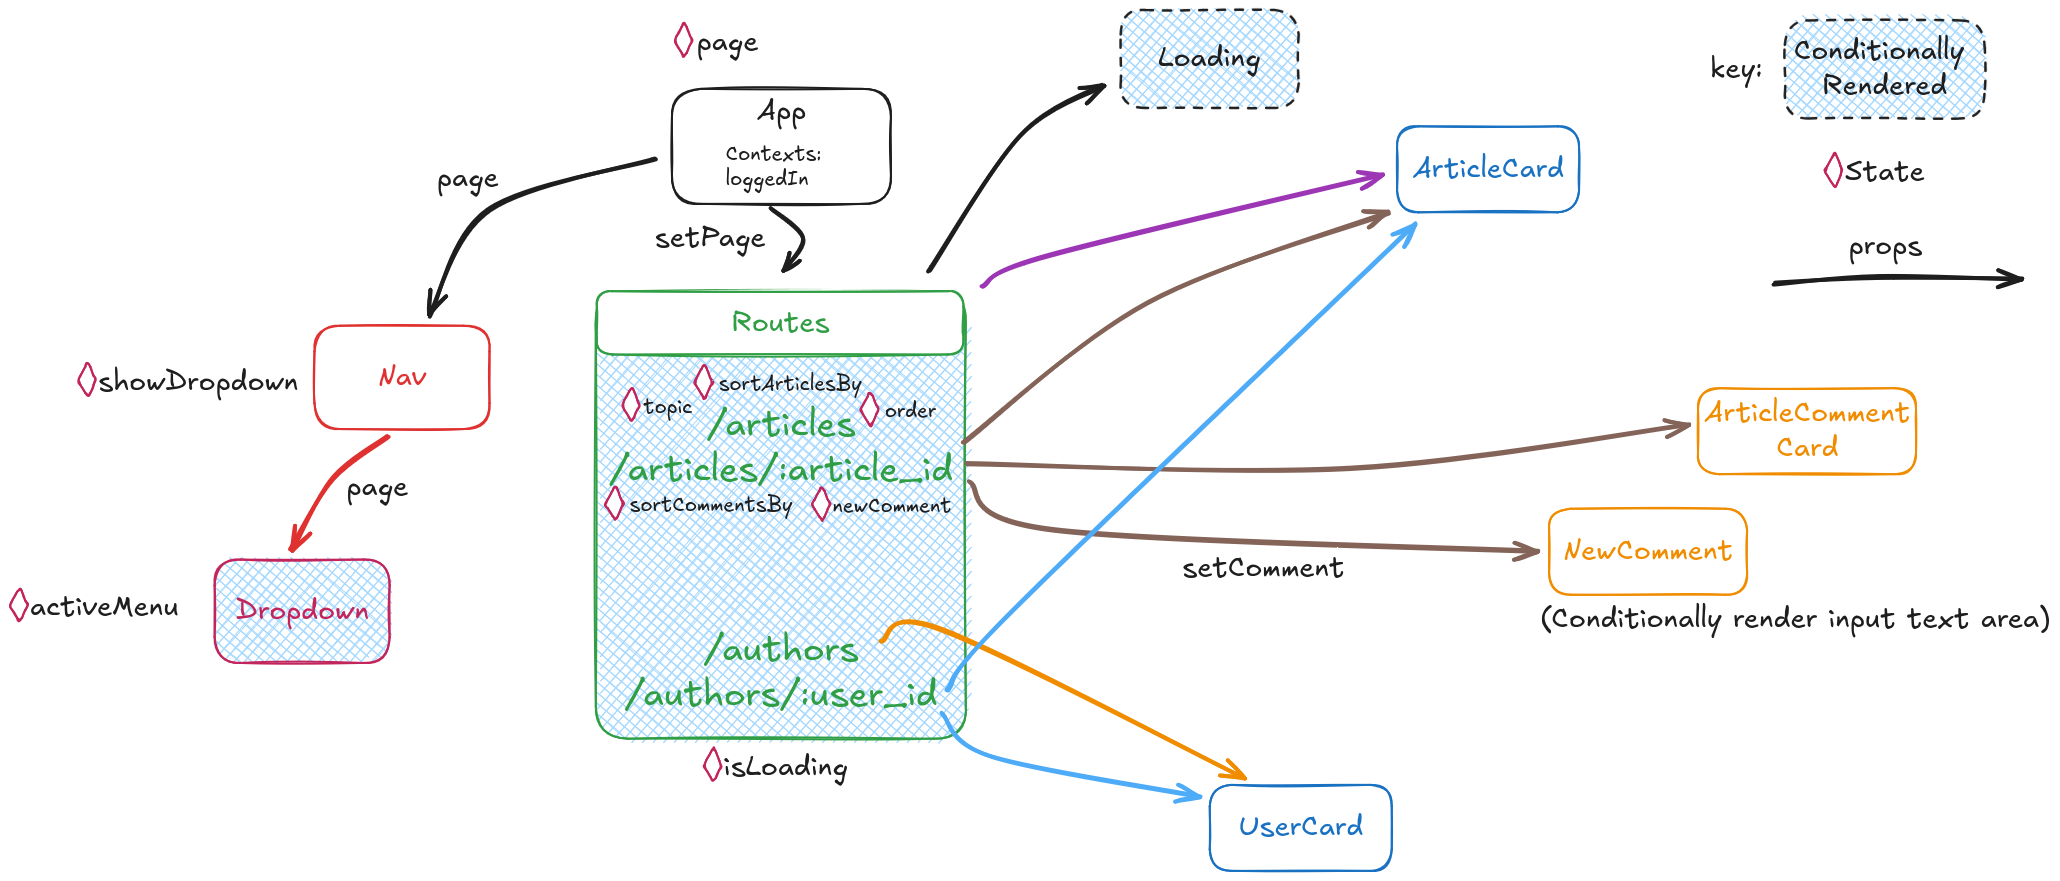 page
App
Contexts:
loggedIn
Loading
key:
Conditionally
Rendered
State
props
page
setPage
ArticleCard
Nav
showDropdown
page
Dropdown
activeMenu
Routes
sortArticlesBy
topic
order
/articles
/articles/:article_id
sortCommentsBy
newComment
/authors
/authors/:user_id
isLoading
ArticleComment
Card
NewComment
setComment
(Conditionally render input text area)
UserCard